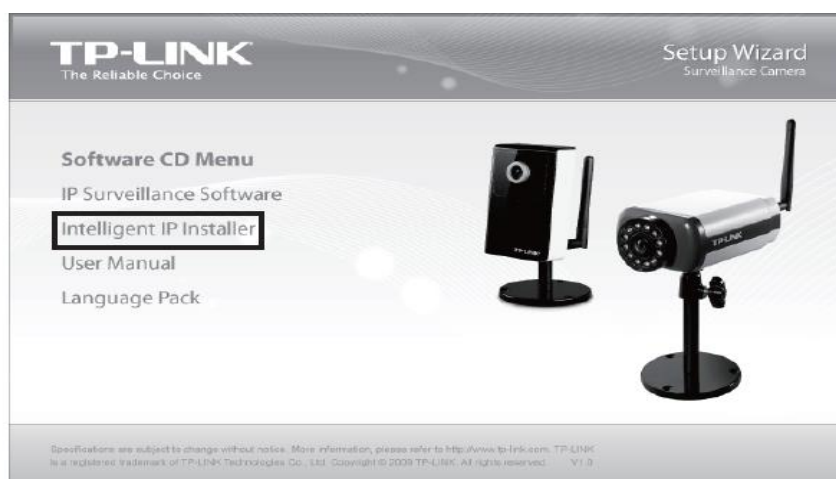 TP-LINK
The Reliable Choice
Setup Wizard
Surveillance Camera
Software CD Menu
IP Surveillance Software
Intelligent IP Installer
User Manual
Language Pack
TP-LINK
TP-LINK
Specifications are subject to change without notice. More information, please refer to http://www.tp-link.com. TP-LINK
is a registered trademark of TP-LINK Technologies Co., Ltd. Copyright © 2009 TP-LINK. All rights reserved. V1.0